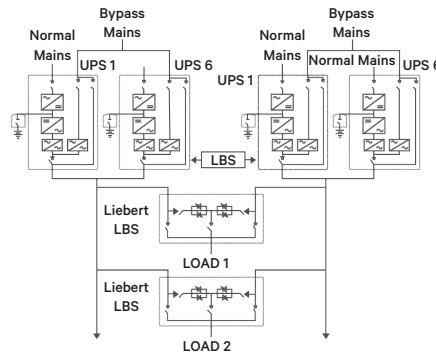 Bypass
Mains
Normal
Mains
UPS 1
UPS 6
Bypass
Mains
Normal
Mains
Normal Mains
UPS 1
UPS 6
LBS
Liebert
LBS
LOAD 1
Liebert
LBS
LOAD 2